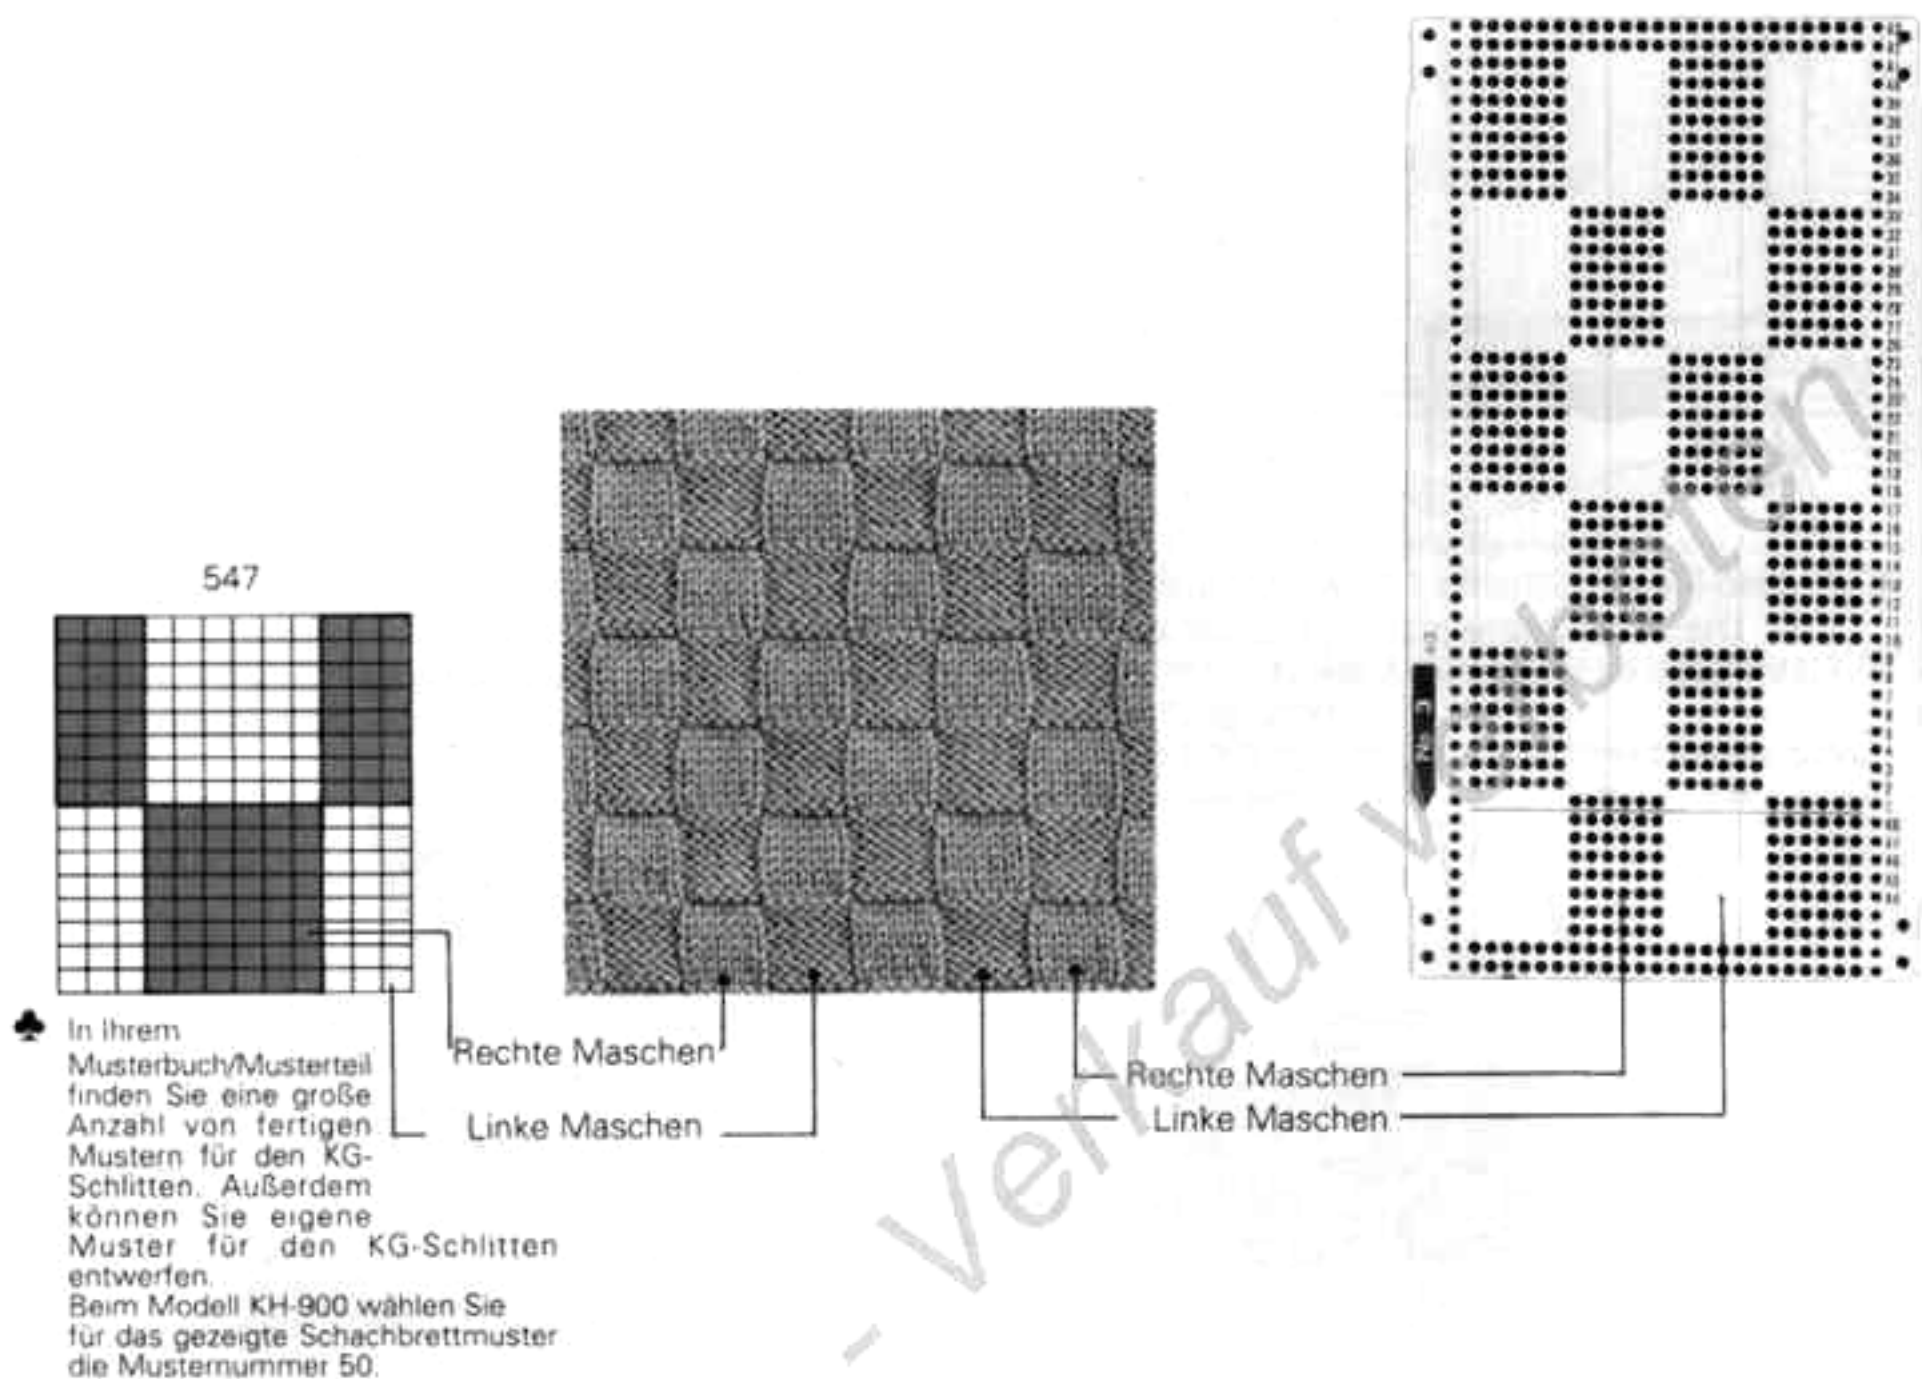 547
♣ In Ihrem
Musterbuch/Musterteil
finden Sie eine große
Anzahl von fertigen
Mustern für den KG-
Schlitten. Außerdem
können Sie eigene
Muster für den KG-Schlitten
entwerfen.
Beim Modell KH-900 wählen Sie
für das gezeigte Schachbrettmuster
die Musternummer 50.
Rechte Maschen
Linke Maschen
Rechte Maschen
Linke Maschen
- Verkauf verboten